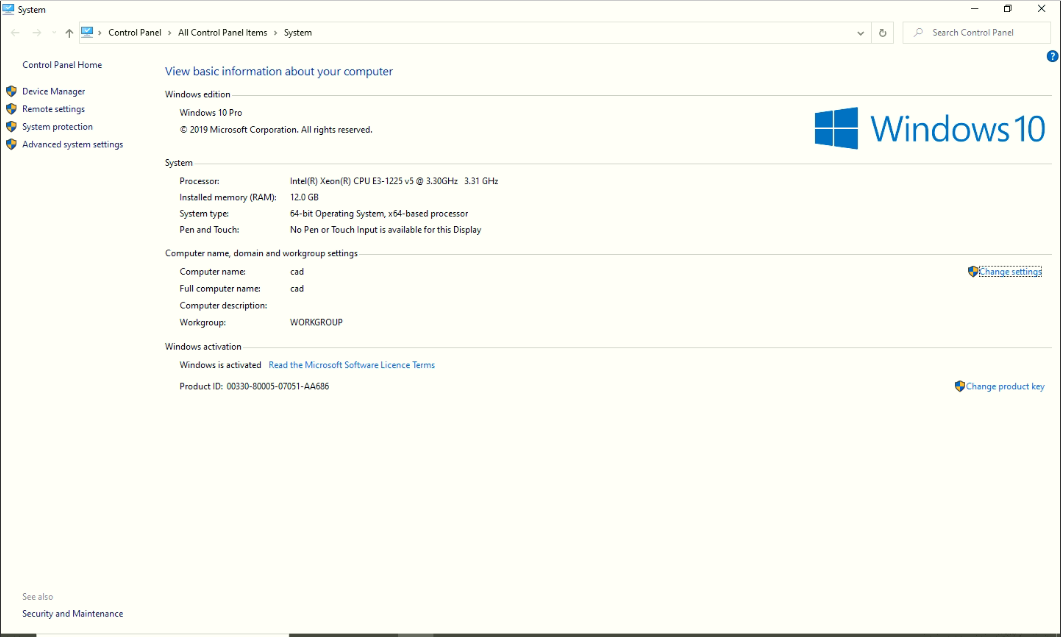 System
Control Panel > All Control Panel Items > System
Search Control Panel
?
Control Panel Home
Device Manager
Remote settings
System protection
Advanced system settings
View basic information about your computer
Windows edition
Windows 10 Pro
© 2019 Microsoft Corporation. All rights reserved.
Windows 10
System
Processor: Intel(R) Xeon(R) CPU E3-1225 v5 @ 3.30GHz 3.31 GHz
Installed memory (RAM): 12.0 GB
System type: 64-bit Operating System, x64-based processor
Pen and Touch: No Pen or Touch Input is available for this Display
Computer name, domain and workgroup settings
Computer name: cad
Change settings
Full computer name: cad
Computer description:
Workgroup: WORKGROUP
Windows activation
Windows is activated Read the Microsoft Software Licence Terms
Product ID: 00330-80005-07051-AA686
Change product key
See also
Security and Maintenance